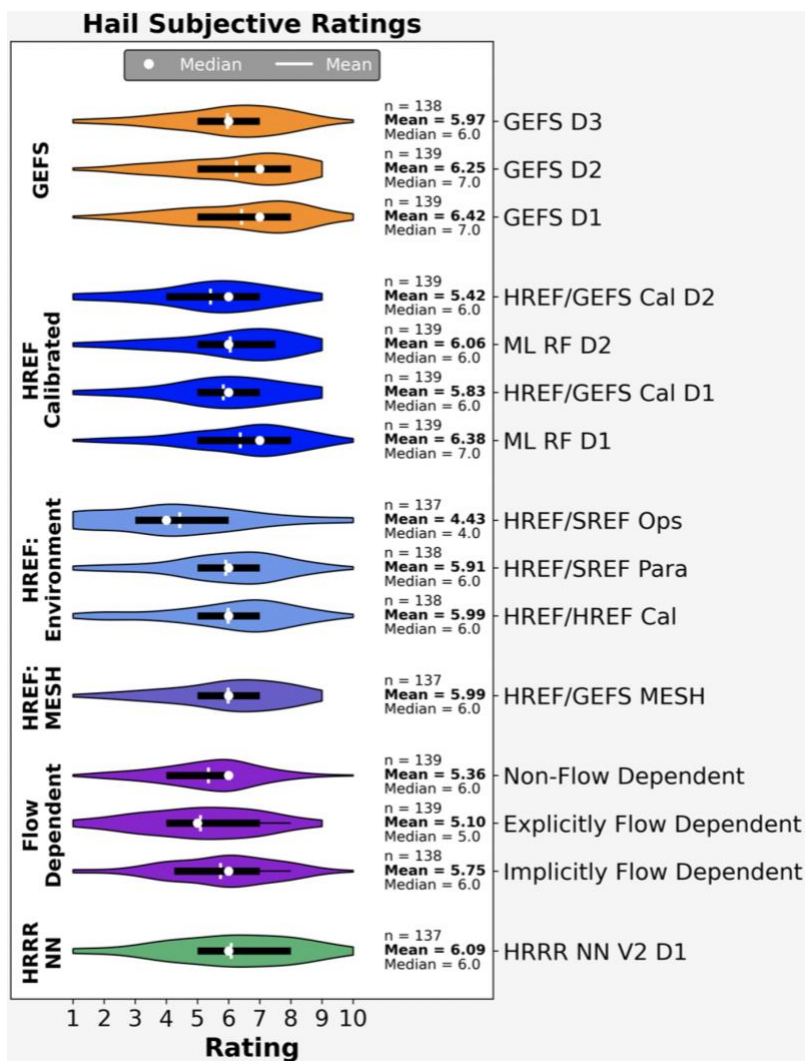 Hail Subjective Ratings
Median Mean
GEFS
n = 138
Mean = 5.97
Median = 6.0
GEFS D3
n = 139
Mean = 6.25
Median = 7.0
GEFS D2
n = 139
Mean = 6.42
Median = 7.0
GEFS D1
HREF
Calibrated
n = 139
Mean = 5.42
Median = 6.0
HREF/GEFS Cal D2
n = 139
Mean = 6.06
Median = 6.0
ML RF D2
n = 139
Mean = 5.83
Median = 6.0
HREF/GEFS Cal D1
n = 139
Mean = 6.38
Median = 7.0
ML RF D1
HREF:
Environment
n = 137
Mean = 4.43
Median = 4.0
HREF/SREF Ops
n = 138
Mean = 5.91
Median = 6.0
HREF/SREF Para
n = 138
Mean = 5.99
Median = 6.0
HREF/HREF Cal
HREF:
MESH
n = 137
Mean = 5.99
Median = 6.0
HREF/GEFS MESH
Flow
Dependent
n = 139
Mean = 5.36
Median = 6.0
Non-Flow Dependent
n = 139
Mean = 5.10
Median = 5.0
Explicitly Flow Dependent
n = 138
Mean = 5.75
Median = 6.0
Implicitly Flow Dependent
HRRR
NN
n = 137
Mean = 6.09
Median = 6.0
HRRR NN V2 D1
1 2 3 4 5 6 7 8 9 10
Rating